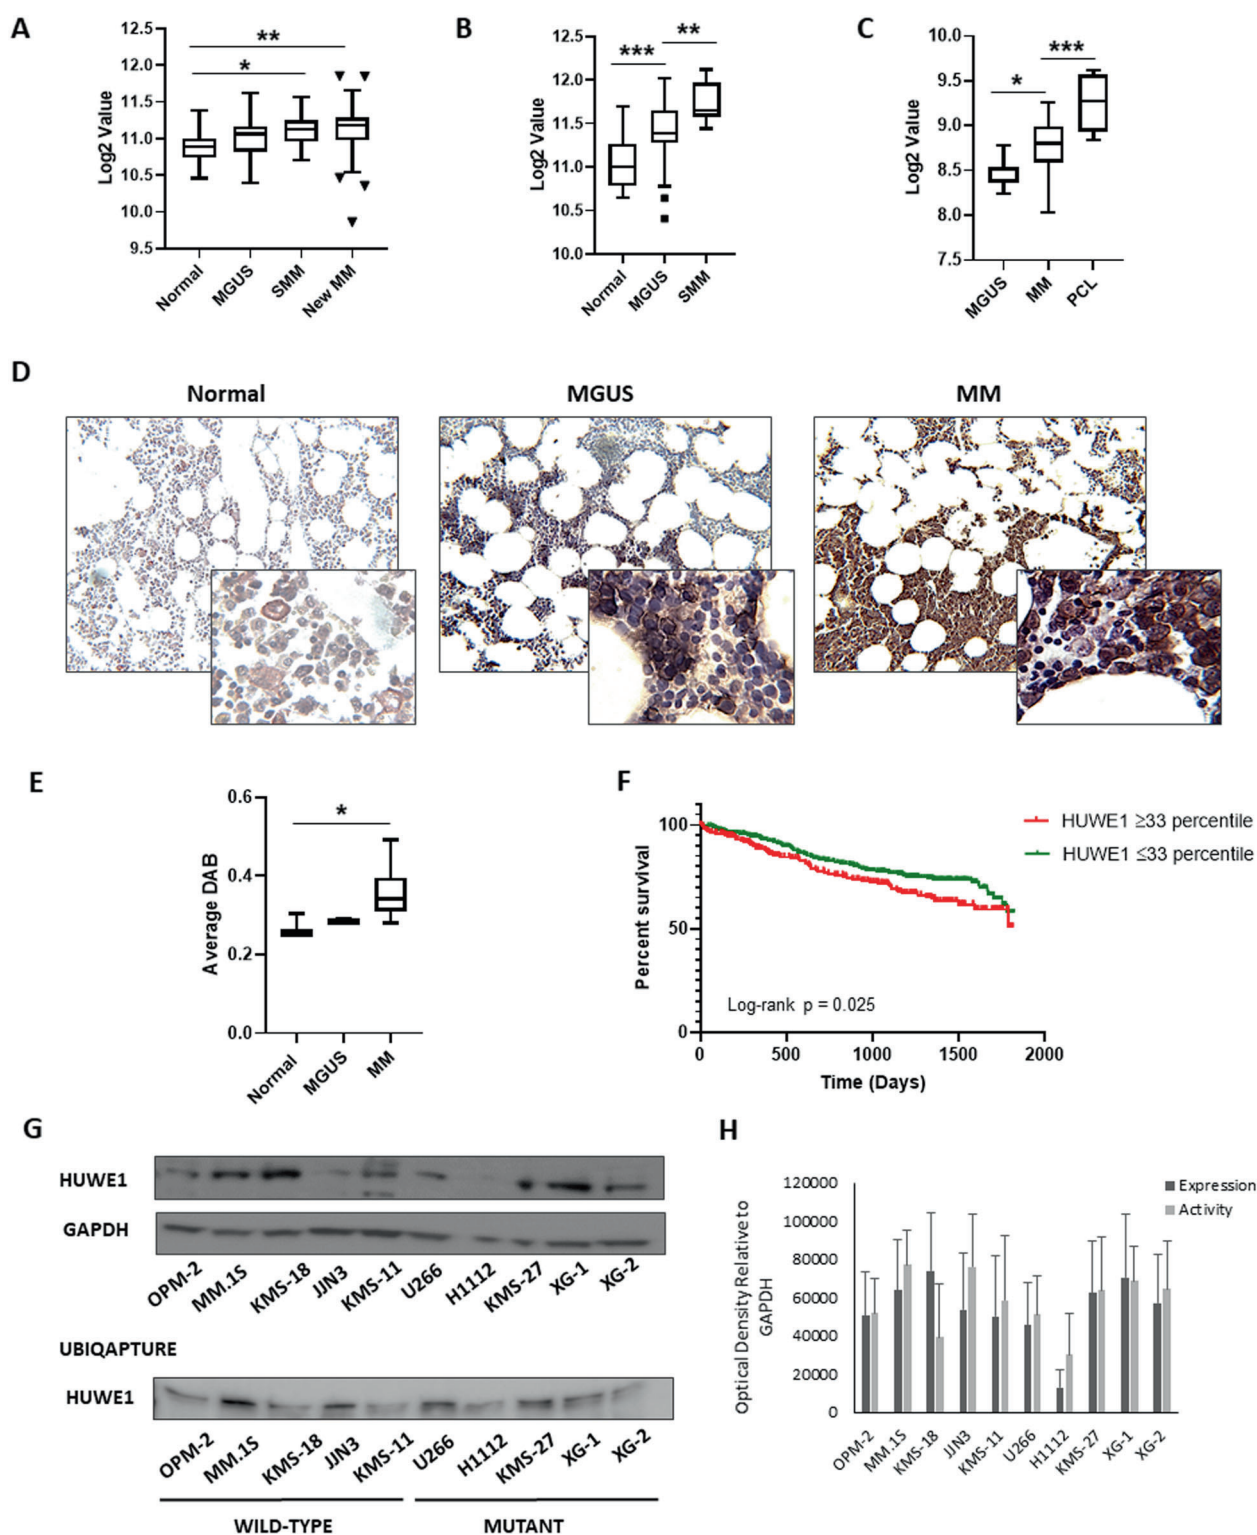 A
12.5
12.0
11.5
11.0
10.5
10.0
9.5
Log2 Value
**
*
Normal
MGUS
SMM
New MM
B
12.5
12.0
11.5
11.0
10.5
10.0
Log2 Value
***
**
Normal
MGUS
SMM
C
10.0
9.5
9.0
8.5
8.0
7.5
Log2 Value
*
***
MGUS
MM
PCL
D
Normal
MGUS
MM
E
0.6
0.4
0.2
0.0
Average DAB
*
Normal
MGUS
MM
F
100
50
0
Percent survival
HUWE1 ≥33 percentile
HUWE1 ≤33 percentile
Log-rank p = 0.025
0
500
1000
1500
2000
Time (Days)
G
HUWE1
GAPDH
OPM-2
MM.1S
KMS-18
JJN3
KMS-11
U266
H1112
KMS-27
XG-1
XG-2
UBIQAPTURE
HUWE1
OPM-2
MM.1S
KMS-18
JJN3
KMS-11
U266
H1112
KMS-27
XG-1
XG-2
WILD-TYPE
MUTANT
H
120000
100000
80000
60000
40000
20000
0
Optical Density Relative to
GAPDH
Expression
Activity
OPM-2
MM.1S
KMS-18
JJN3
KMS-11
U266
H1112
KMS-27
XG-1
XG-2